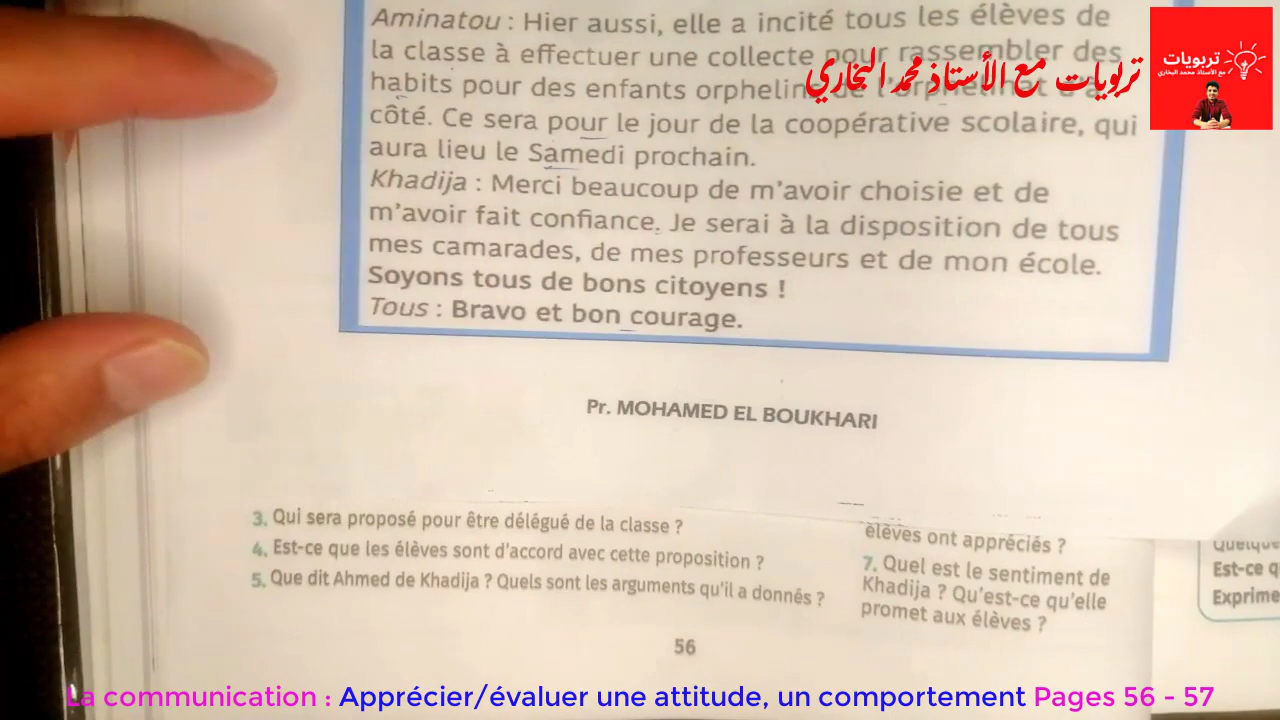 Aminatou : Hier aussi, elle a incité tous les élèves de
la classe à effectuer une collecte pour rassembler des
habits pour des enfants orphelins de l'orphelinat d'à
côté. Ce sera pour le jour de la coopérative scolaire, qui
aura lieu le Samedi prochain.
Khadija : Merci beaucoup de m'avoir choisie et de
m'avoir fait confiance. Je serai à la disposition de tous
mes camarades, de mes professeurs et de mon école.
Soyons tous de bons citoyens !
Tous : Bravo et bon courage.
تربويات مع الأستاذ محمد البخاري
تربويات
مع الأستاذ محمد البخاري
Pr. MOHAMED EL BOUKHARI
3. Qui sera proposé pour être délégué de la classe ?
4. Est-ce que les élèves sont d'accord avec cette proposition ?
5. Que dit Ahmed de Khadija ? Quels sont les arguments qu'il a donnés ?
élèves ont appréciés ?
7. Quel est le sentiment de
Khadija ? Qu'est-ce qu'elle
promet aux élèves ?
Est-ce q
Exprime
56
La communication : Apprécier/évaluer une attitude, un comportement Pages 56 - 57